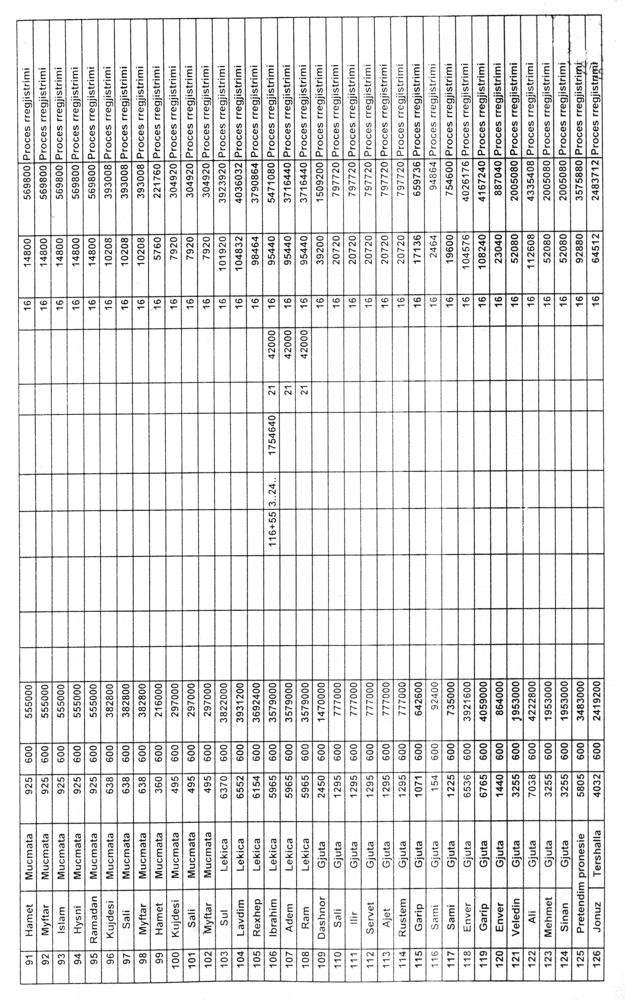 91 Hamet Mucmata 925 600 555000 16 14800 569800 Proces rregjistrimi
92 Myftar Mucmata 925 600 555000 16 14800 569800 Proces rregjistrimi
93 Islam Mucmata 925 600 555000 16 14800 569800 Proces rregjistrimi
94 Hysni Mucmata 925 600 555000 16 14800 569800 Proces rregjistrimi
95 Ramadan Mucmata 925 600 555000 16 14800 569800 Proces rregjistrimi
96 Kujdesi Mucmata 638 600 382800 16 10208 393008 Proces rregjistrimi
97 Sali Mucmata 638 600 382800 16 10208 393008 Proces rregjistrimi
98 Myftar Mucmata 638 600 382800 16 10208 393008 Proces rregjistrimi
99 Hamet Mucmata 360 600 216000 16 5760 221760 Proces rregjistrimi
100 Kujdesi Mucmata 495 600 297000 16 7920 304920 Proces rregjistrimi
101 Sali Mucmata 495 600 297000 16 7920 304920 Proces rregjistrimi
102 Myftar Mucmata 495 600 297000 16 7920 304920 Proces rregjistrimi
103 Sul Lekica 6370 600 3822000 16 101920 3923920 Proces rregjistrimi
104 Lavdim Lekica 6552 600 3931200 16 104832 4036032 Proces rregjistrimi
105 Rexhep Lekica 6154 600 3692400 16 98464 3790864 Proces rregjistrimi
106 Ibrahim Lekica 5965 600 3579000 116+55 3..24.. 1754640 21 42000 16 95440 5471080 Proces rregjistrimi
107 Adem Lekica 5965 600 3579000 21 42000 16 95440 3716440 Proces rregjistrimi
108 Ram Lekica 5965 600 3579000 21 42000 16 95440 3716440 Proces rregjistrimi
109 Dashnor Gjuta 2450 600 1470000 16 39200 1509200 Proces rregjistrimi
110 Sali Gjuta 1295 600 777000 16 20720 797720 Proces rregjistrimi
111 Ilir Gjuta 1295 600 777000 16 20720 797720 Proces rregjistrimi
112 Servet Gjuta 1295 600 777000 16 20720 797720 Proces rregjistrimi
113 Ajet Gjuta 1295 600 777000 16 20720 797720 Proces rregjistrimi
114 Rustem Gjuta 1295 600 777000 16 20720 797720 Proces rregjistrimi
115 Garip Gjuta 1071 600 642600 16 17136 659736 Proces rregjistrimi
116 Sami Gjuta 154 600 92400 16 2464 94864 Proces rregjistrimi
117 Sami Gjuta 1225 600 735000 16 19600 754600 Proces rregjistrimi
118 Enver Gjuta 6536 600 3921600 16 104576 4026176 Proces rregjistrimi
119 Garip Gjuta 6765 600 4059000 16 108240 4167240 Proces rregjistrimi
120 Enver Gjuta 1440 600 864000 16 23040 887040 Proces rregjistrimi
121 Veledin Gjuta 3255 600 1953000 16 52080 2005080 Proces rregjistrimi
122 Ali Gjuta 7038 600 4222800 16 112608 4335408 Proces rregjistrimi
123 Mehmet Gjuta 3255 600 1953000 16 52080 2005080 Proces rregjistrimi
124 Sinan Gjuta 3255 600 1953000 16 52080 2005080 Proces rregjistrimi
125 Pretendim pronesie 5805 600 3483000 16 92880 3575880 Proces rregjistrimi
126 Jonuz Tershalla 4032 600 2419200 16 64512 2483712 Proces rregjistrimi